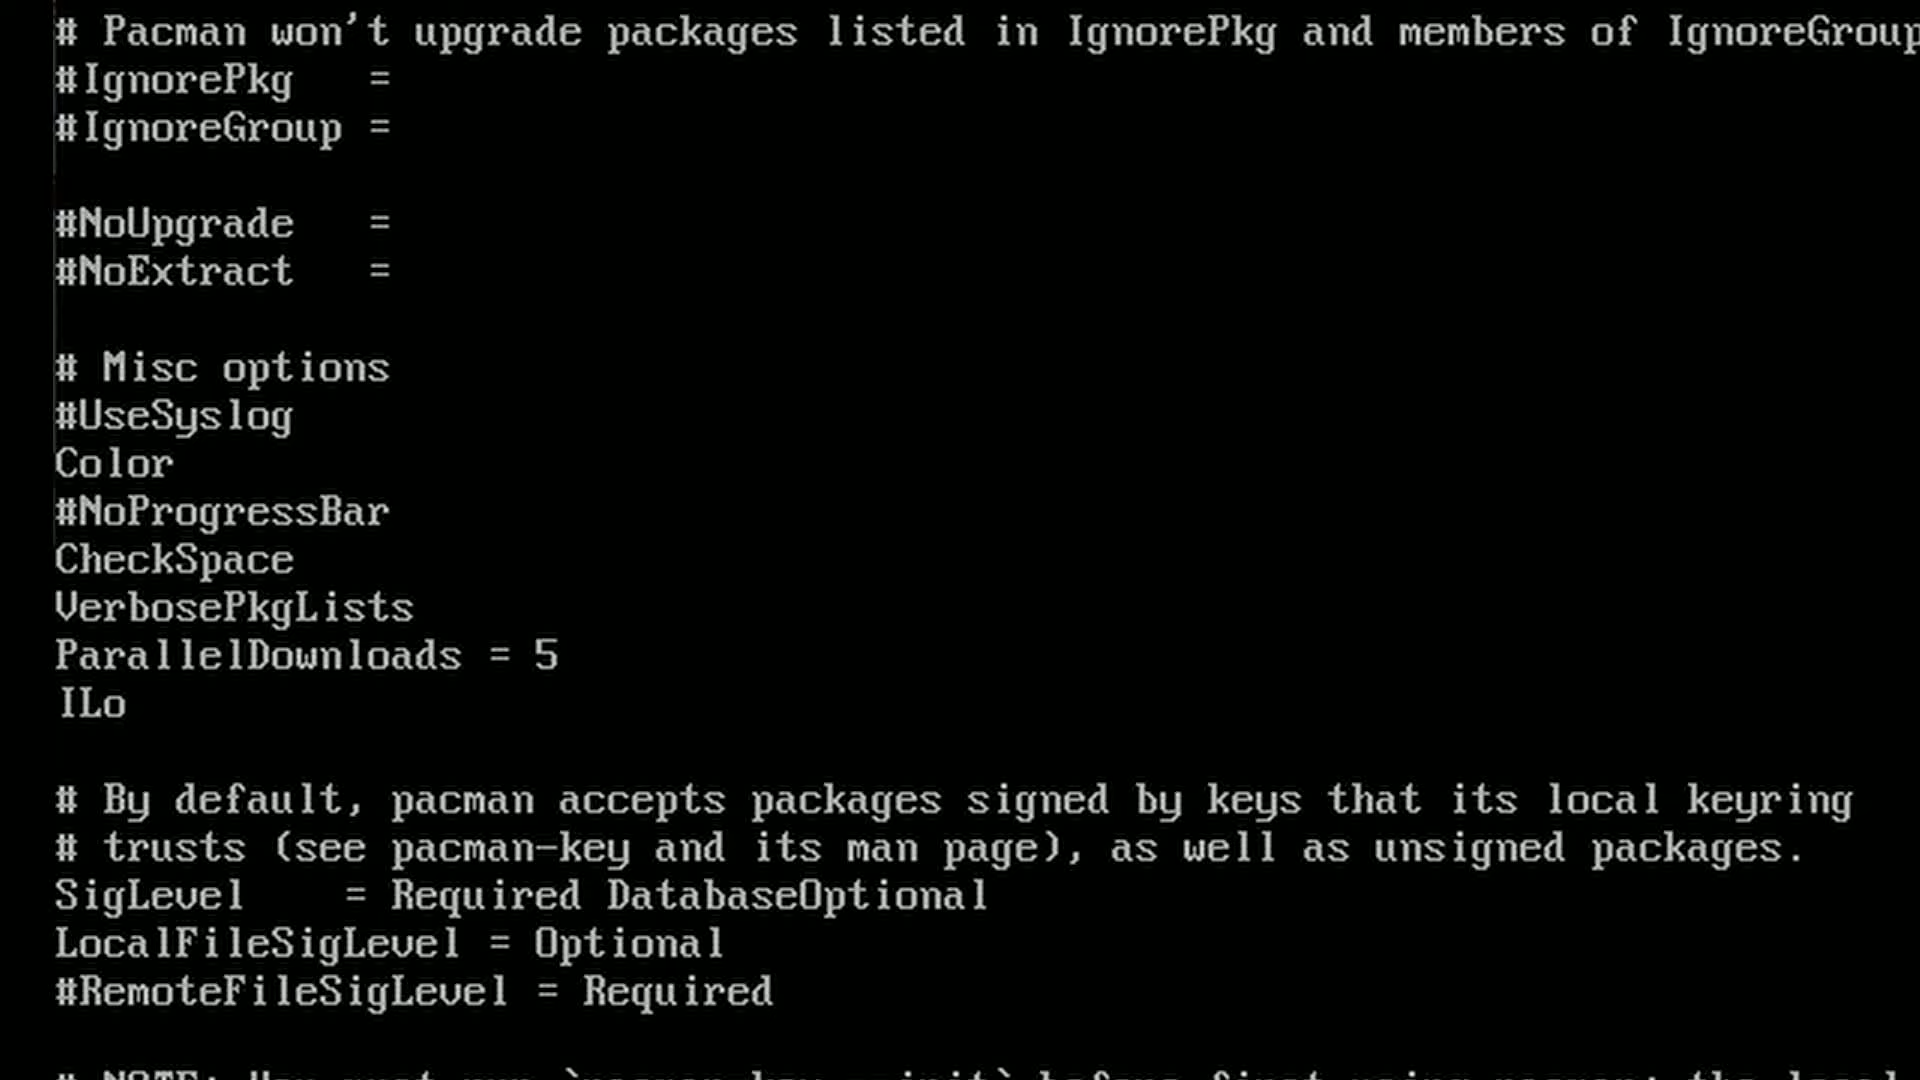 # Pacman won't upgrade packages listed in IgnorePkg and members of IgnoreGroup
#IgnorePkg   =
#IgnoreGroup =
#NoUpgrade   =
#NoExtract   =
# Misc options
#UseSyslog
Color
#NoProgressBar
CheckSpace
VerbosePkgLists
ParallelDownloads = 5
ILo
# By default, pacman accepts packages signed by keys that its local keyring
# trusts (see pacman-key and its man page), as well as unsigned packages.
SigLevel    = Required DatabaseOptional
LocalFileSigLevel = Optional
#RemoteFileSigLevel = Required